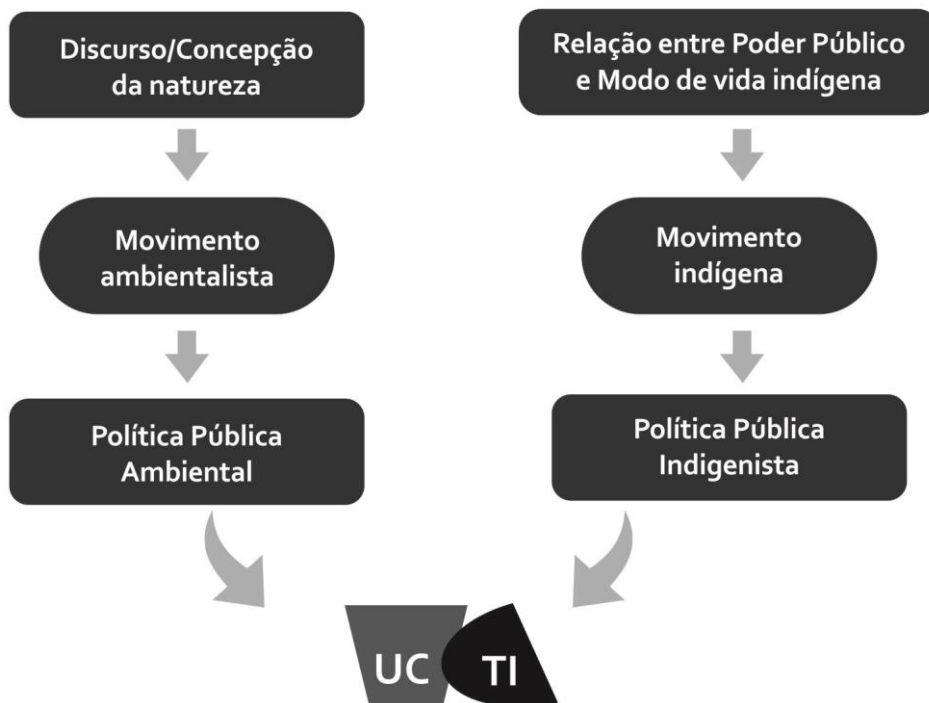 Discurso/Concepção
da natureza
Movimento
ambientalista
Política Pública
Ambiental
Relação entre Poder Público
e Modo de vida indígena
Movimento
indígena
Política Pública
Indigenista
UC
TI